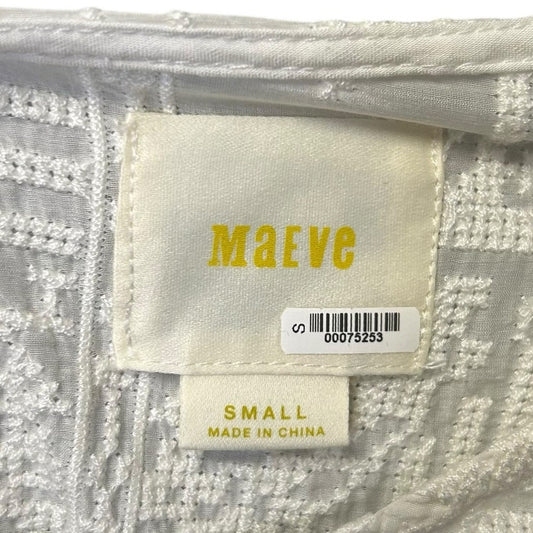 MaEVe
S
00075253
SMALL
MADE IN CHINA